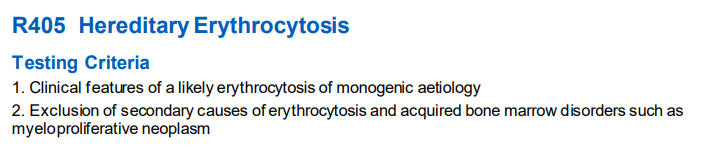 R405 Hereditary Erythrocytosis
Testing Criteria
1. Clinical features of a likely erythrocytosis of monogenic aetiology
2. Exclusion of secondary causes of erythrocytosis and acquired bone marrow disorders such as
myeloproliferative neoplasm